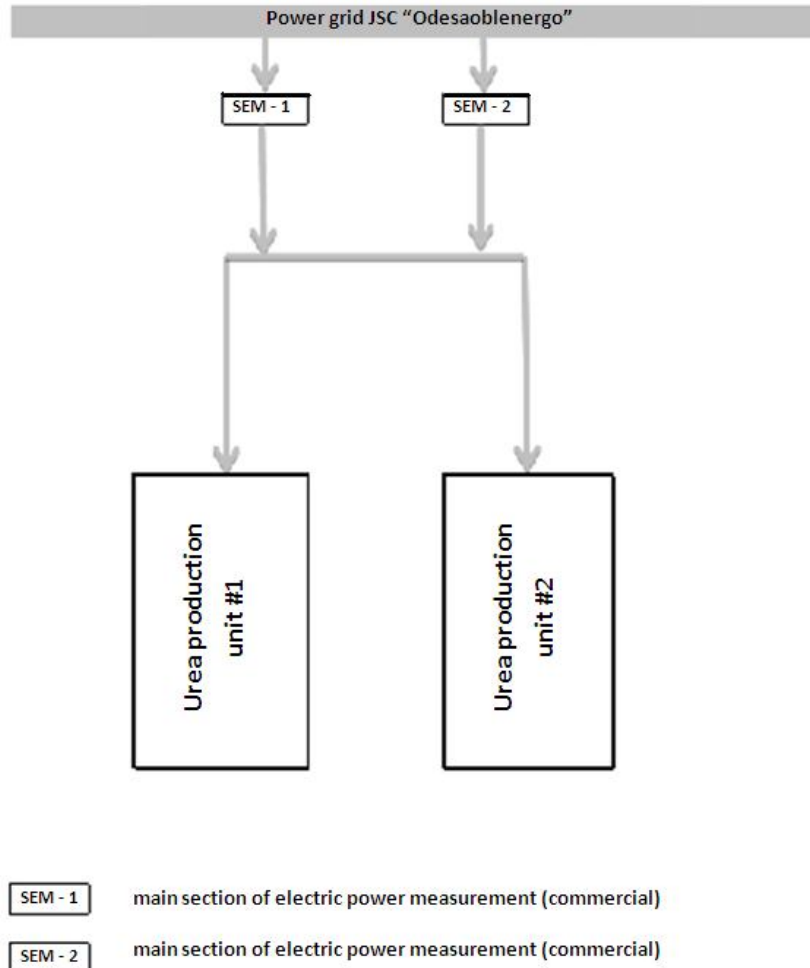 Power grid JSC “Odesaoblenergo”
SEM - 1
SEM - 2
Urea production
unit #1
Urea production
unit #2
SEM - 1
main section of electric power measurement (commercial)
SEM - 2
main section of electric power measurement (commercial)